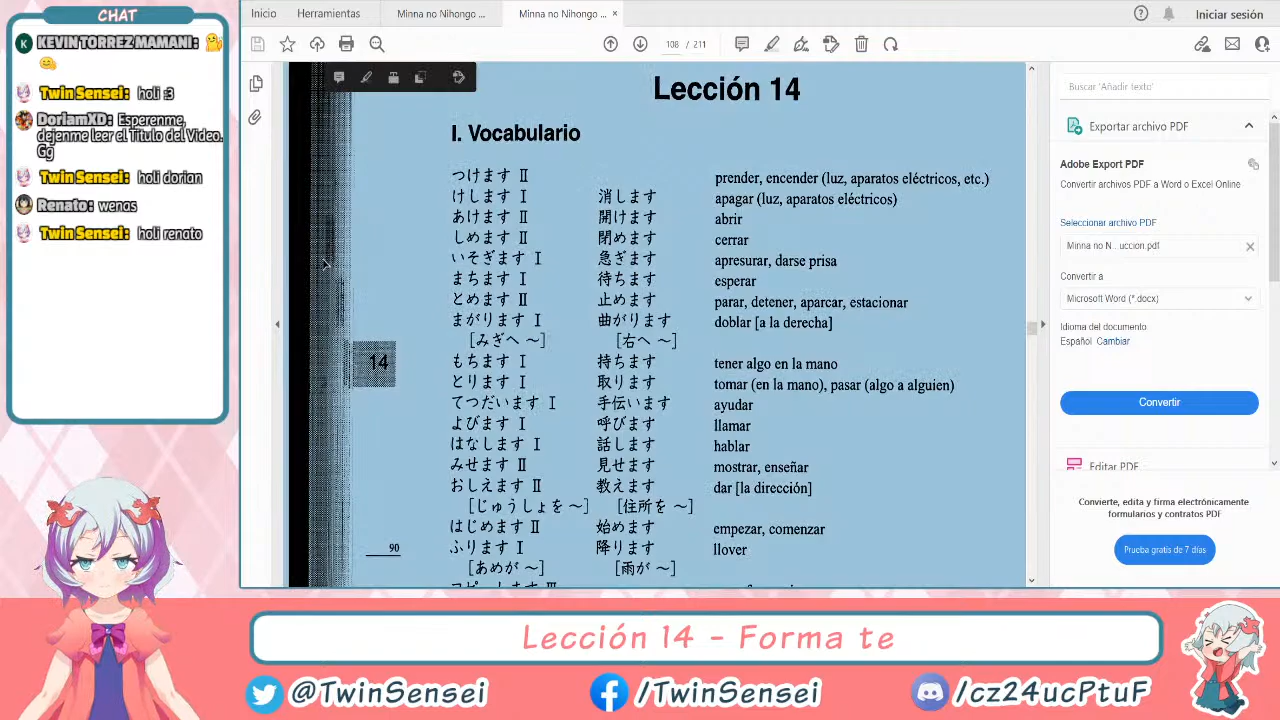 CHAT
KEVIN TORREZ MAMANI:
TwinSensei: holi :3
DorIamXD: Esperenme,
dejenme leer el Titulo del Video.
Gg
TwinSensei: holi dorian
Renato: wenas
TwinSensei: holi renato
Inicio Herramientas Minna no Nihongo ... Minna no Nihongo ... × Iniciar sesión
108 / 211
Lección 14
I. Vocabulario
つけます II prender, encender (luz, aparatos eléctricos, etc.)
けします I 消します apagar (luz, aparatos eléctricos)
あけます II 開けます abrir
しめます II 閉めます cerrar
いそぎます I 急ぎます apresurar, darse prisa
まちます I 待ちます esperar
とめます II 止めます parar, detener, aparcar, estacionar
まがります I 曲がります doblar [a la derecha]
[みぎへ ～] [右へ ～]
14
もちます I 持ちます tener algo en la mano
とります I 取ります tomar (en la mano), pasar (algo a alguien)
てつだいます I 手伝います ayudar
よびます I 呼びます llamar
はなします I 話します hablar
みせます II 見せます mostrar, enseñar
おしえます II 教えます dar [la dirección]
[じゅうしょを ～] [住所を ～]
はじめます II 始めます empezar, comenzar
ふります I 降ります llover
[あめが ～] [雨が ～]
90
Buscar 'Añadir texto'
Exportar archivo PDF
Adobe Export PDF
Convertir archivos PDF a Word o Excel Online
Seleccionar archivo PDF
Minna no N...uccion.pdf
Convertir a
Microsoft Word (*.docx)
Idioma del documento:
Español Cambiar
Convertir
Editar PDF
Convierte, edita y firma electrónicamente
formularios y contratos PDF
Prueba gratis de 7 días
Lección 14 - Forma te
@TwinSensei /TwinSensei /cz24ucPtuF